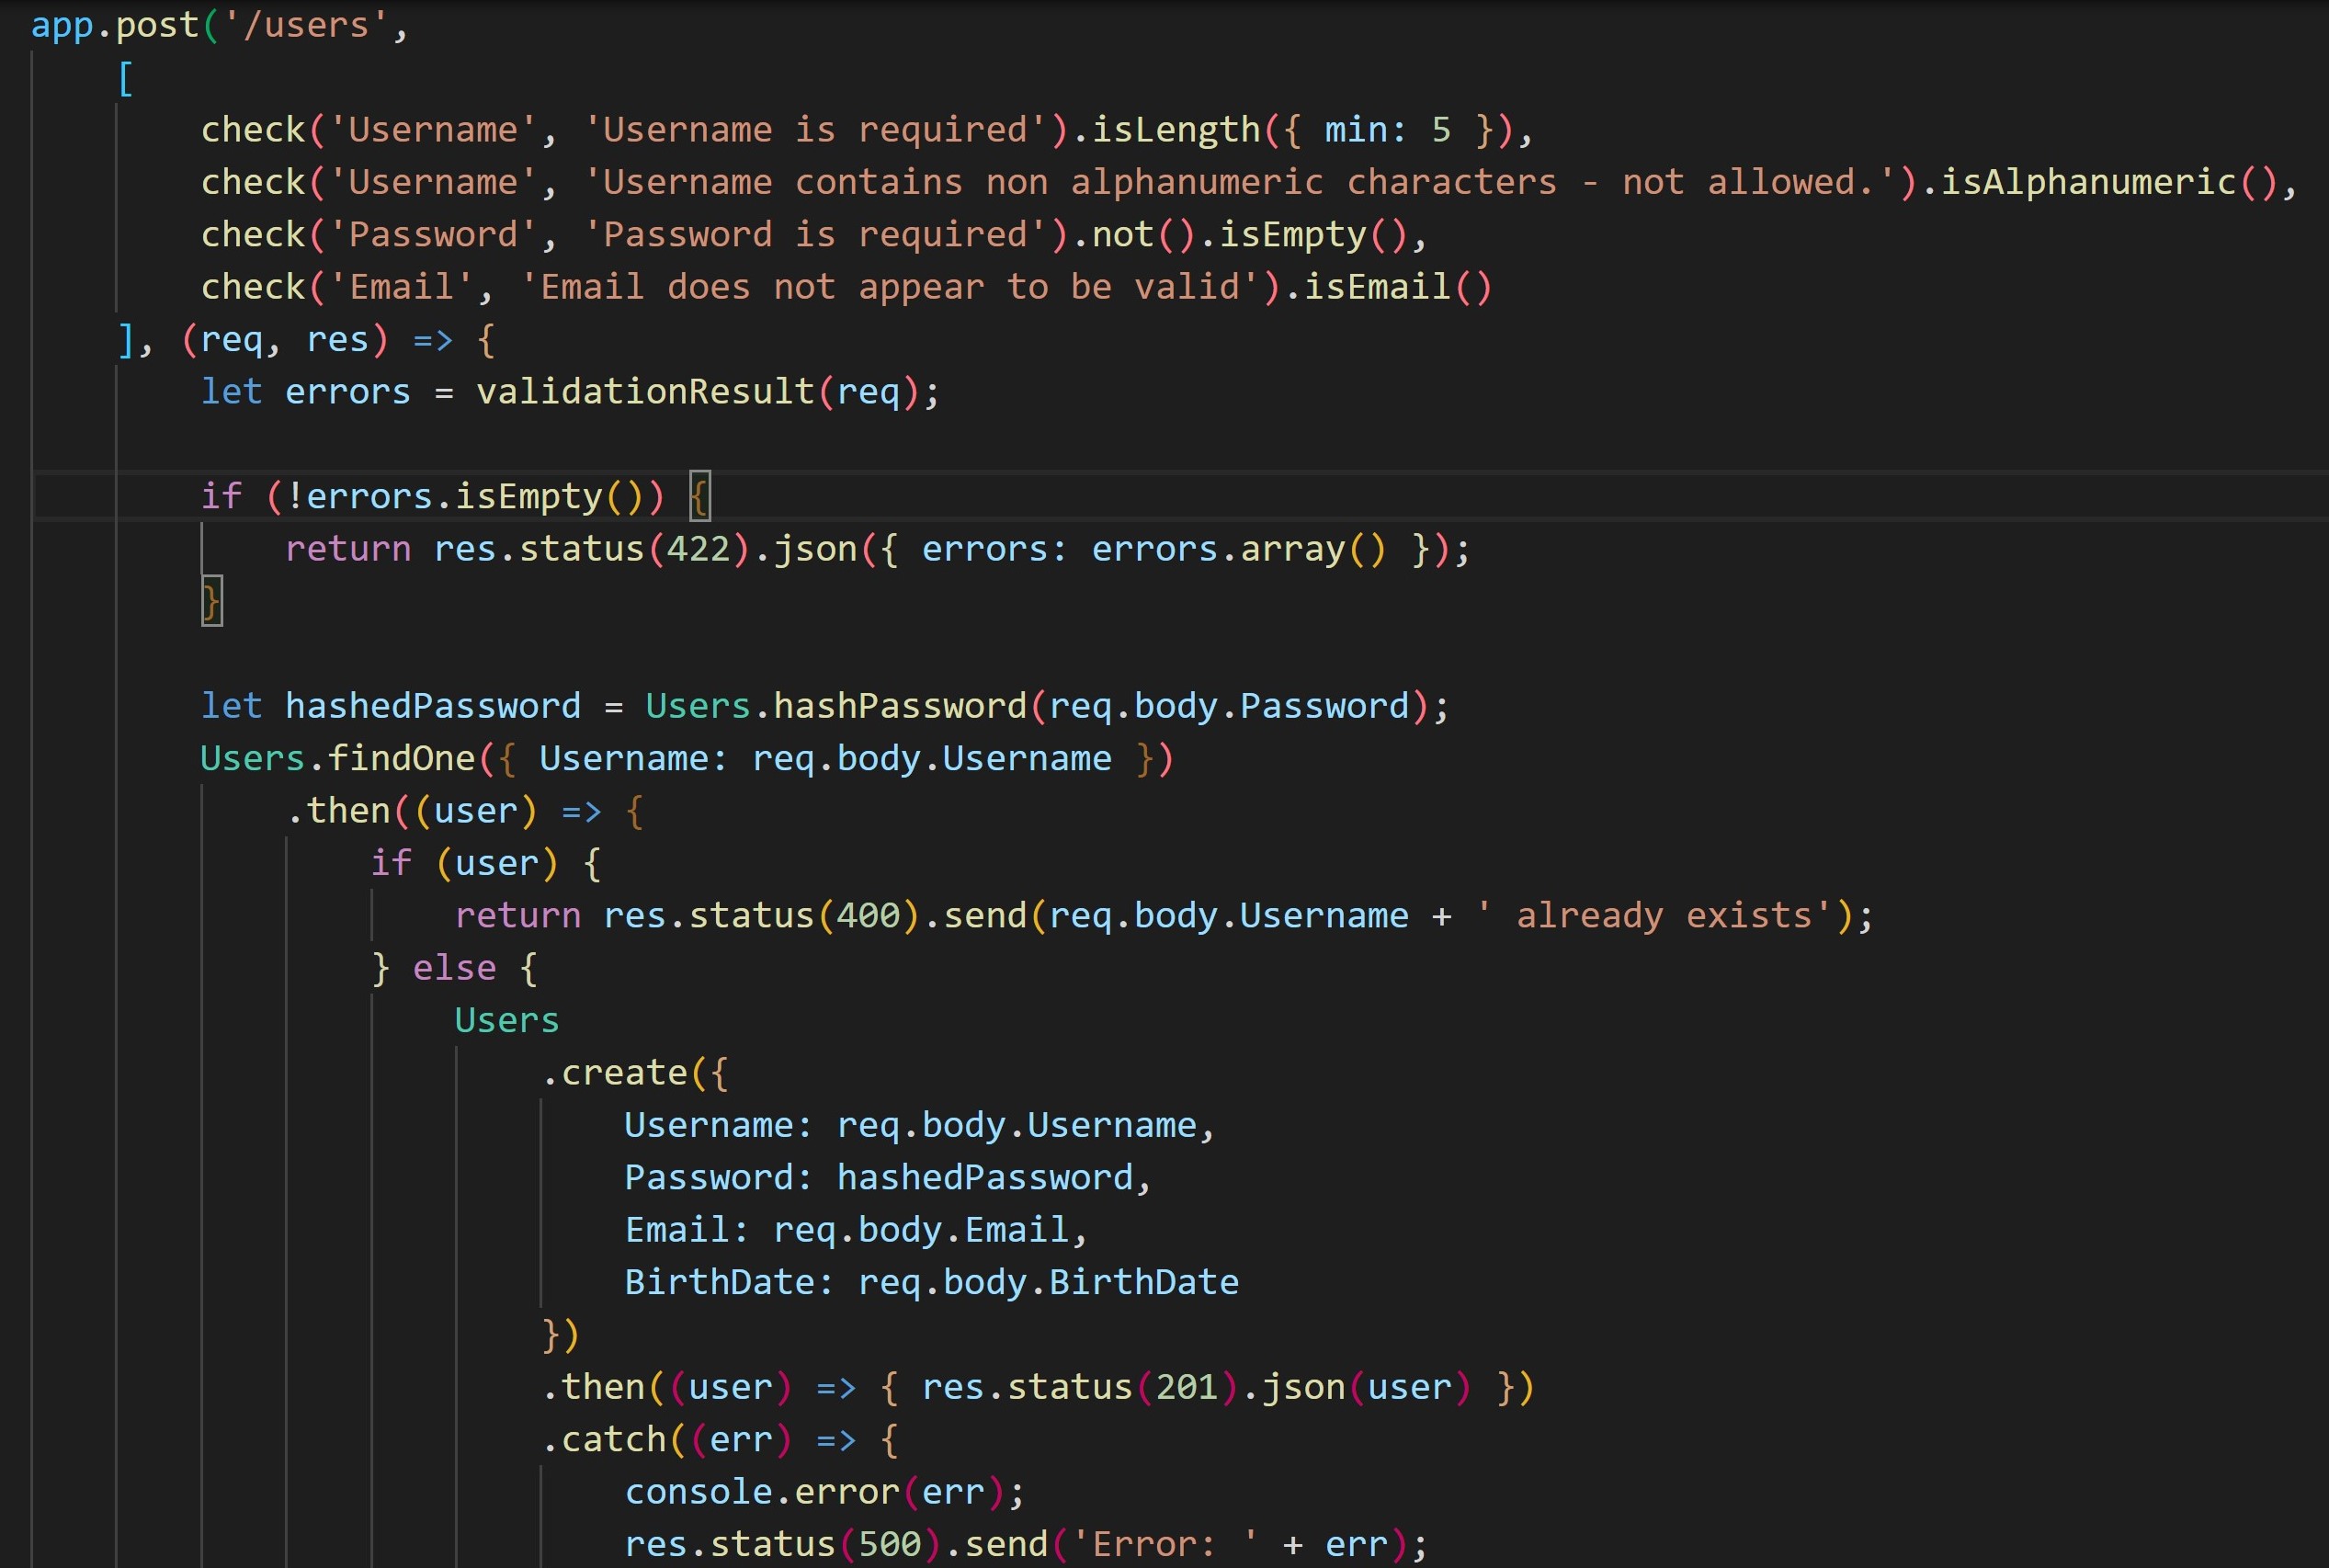 app.post('/users',
    [
        check('Username', 'Username is required').isLength({ min: 5 }),
        check('Username', 'Username contains non alphanumeric characters - not allowed.').isAlphanumeric(),
        check('Password', 'Password is required').not().isEmpty(),
        check('Email', 'Email does not appear to be valid').isEmail()
    ], (req, res) => {
        let errors = validationResult(req);

        if (!errors.isEmpty()) {
            return res.status(422).json({ errors: errors.array() });
        }

        let hashedPassword = Users.hashPassword(req.body.Password);
        Users.findOne({ Username: req.body.Username })
            .then((user) => {
                if (user) {
                    return res.status(400).send(req.body.Username + ' already exists');
                } else {
                    Users
                        .create({
                            Username: req.body.Username,
                            Password: hashedPassword,
                            Email: req.body.Email,
                            BirthDate: req.body.BirthDate
                        })
                        .then((user) => { res.status(201).json(user) })
                        .catch((err) => {
                            console.error(err);
                            res.status(500).send('Error: ' + err);